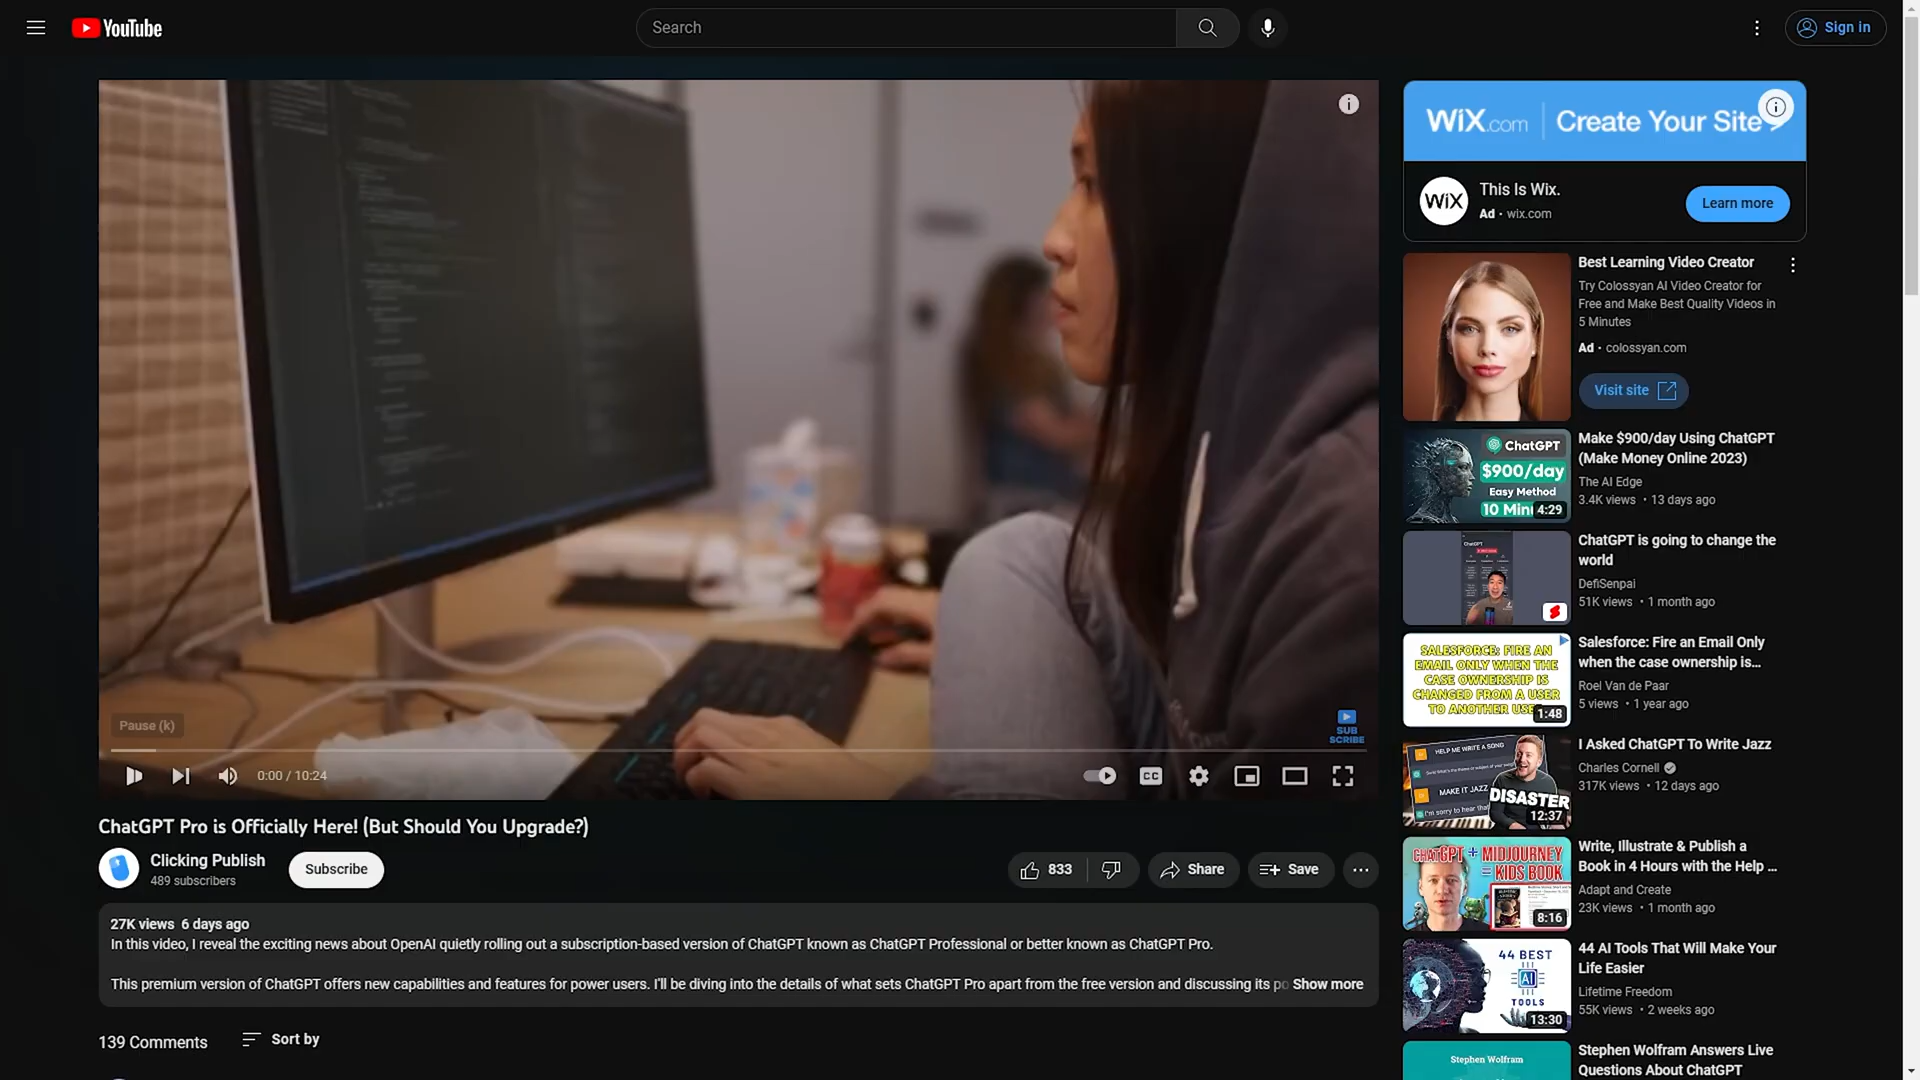 YouTube
Search
Sign in
WiX.com | Create Your Site >
WiX
This Is Wix.
Ad • wix.com
Learn more
Best Learning Video Creator
Try Colossyan AI Video Creator for
Free and Make Best Quality Videos in
5 Minutes
Ad • colossyan.com
Visit site
ChatGPT
$900/day
Easy Method
4:29
Make $900/day Using ChatGPT
(Make Money Online 2023)
The AI Edge
3.4K views • 13 days ago
ChatGPT is going to change the
world
DefiSenpai
51K views • 1 month ago
SALESFORCE: FIRE AN
EMAIL ONLY WHEN THE
CASE OWNERSHIP IS
CHANGED FROM A USER
TO ANOTHER USE
1:48
Salesforce: Fire an Email Only
when the case ownership is...
Roel Van de Paar
5 views • 1 year ago
HELP ME WRITE A SONG
MAKE IT JAZZ
DISASTER
12:37
I Asked ChatGPT To Write Jazz
Charles Cornell
317K views • 12 days ago
CHATGPT + MIDJOURNEY
= KIDS BOOK
8:16
Write, Illustrate & Publish a
Book in 4 Hours with the Help ...
Adapt and Create
23K views • 1 month ago
44 BEST
AI
TOOLS
13:30
44 AI Tools That Will Make Your
Life Easier
Lifetime Freedom
55K views • 2 weeks ago
Stephen Wolfram
Stephen Wolfram Answers Live
Questions About ChatGPT
Pause (k)
SUB
SCRIBE
0:00 / 10:24
CC
ChatGPT Pro is Officially Here! (But Should You Upgrade?)
Clicking Publish
489 subscribers
Subscribe
833
Share
Save
27K views 6 days ago
In this video, I reveal the exciting news about OpenAI quietly rolling out a subscription-based version of ChatGPT known as ChatGPT Professional or better known as ChatGPT Pro.
This premium version of ChatGPT offers new capabilities and features for power users. I'll be diving into the details of what sets ChatGPT Pro apart from the free version and discussing its po Show more
139 Comments
Sort by